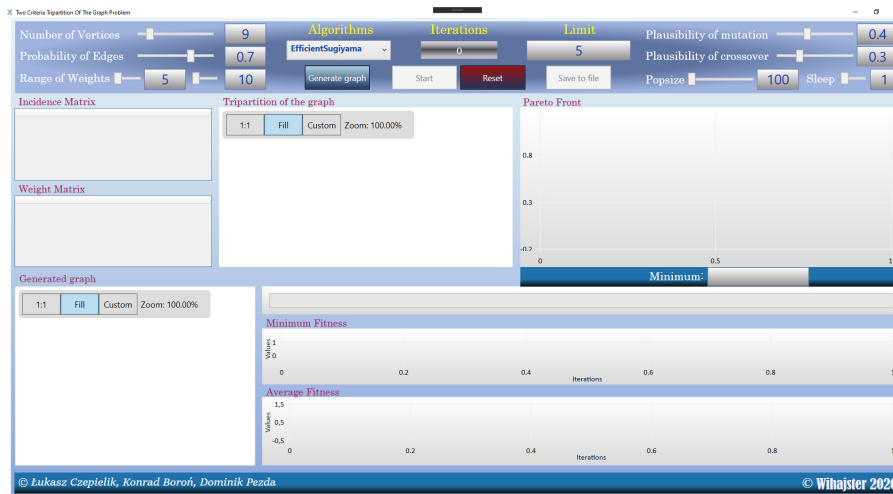 Two Criteria Tripartition Of The Graph Problem
Number of Vertices 9
Probability of Edges 0.7
Range of Weights 5 10
Algorithms
EfficientSugiyama
Generate graph
Iterations
0
Start
Reset
Limit
5
Save to file
Plausibility of mutation 0.4
Plausibility of crossover 0.3
Popsize 100 Sleep 1
Incidence Matrix
Weight Matrix
Tripartition of the graph
1:1 Fill Custom Zoom: 100.00%
Pareto Front
0.8
0.3
-0.2
0 0.5 1
Minimum:
Generated graph
1:1 Fill Custom Zoom: 100.00%
Minimum Fitness
Values
1
0
0 0.2 0.4 0.6 0.8 1
Iterations
Average Fitness
Values
1,5
0,5
-0,5
0 0.2 0.4 0.6 0.8 1
Iterations
© Łukasz Czepielik, Konrad Boroń, Dominik Pezda
© Wihajster